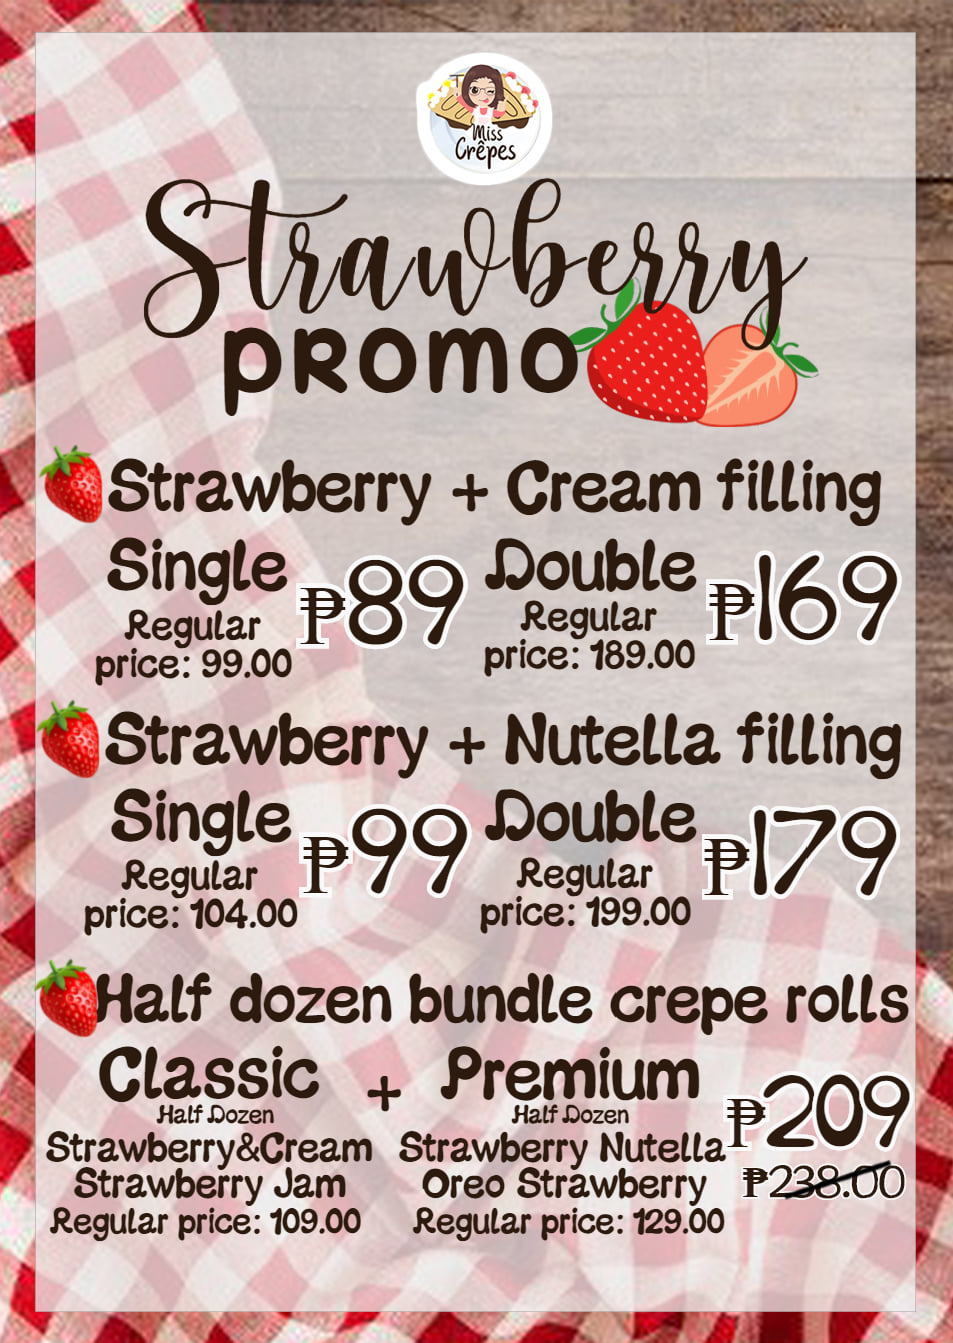 Miss
Crêpes
Strawberry
PROMO
Strawberry + Cream filling
Single ₱89 Double ₱169
Regular
price: 99.00
Regular
price: 189.00
Strawberry + Nutella filling
Single ₱99 Double ₱179
Regular
price: 104.00
Regular
price: 199.00
Half dozen bundle crepe rolls
Classic + Premium ₱209
Half Dozen
Strawberry&Cream
Strawberry Jam
Regular price: 109.00
Half Dozen
Strawberry Nutella
Oreo Strawberry
Regular price: 129.00
₱238.00